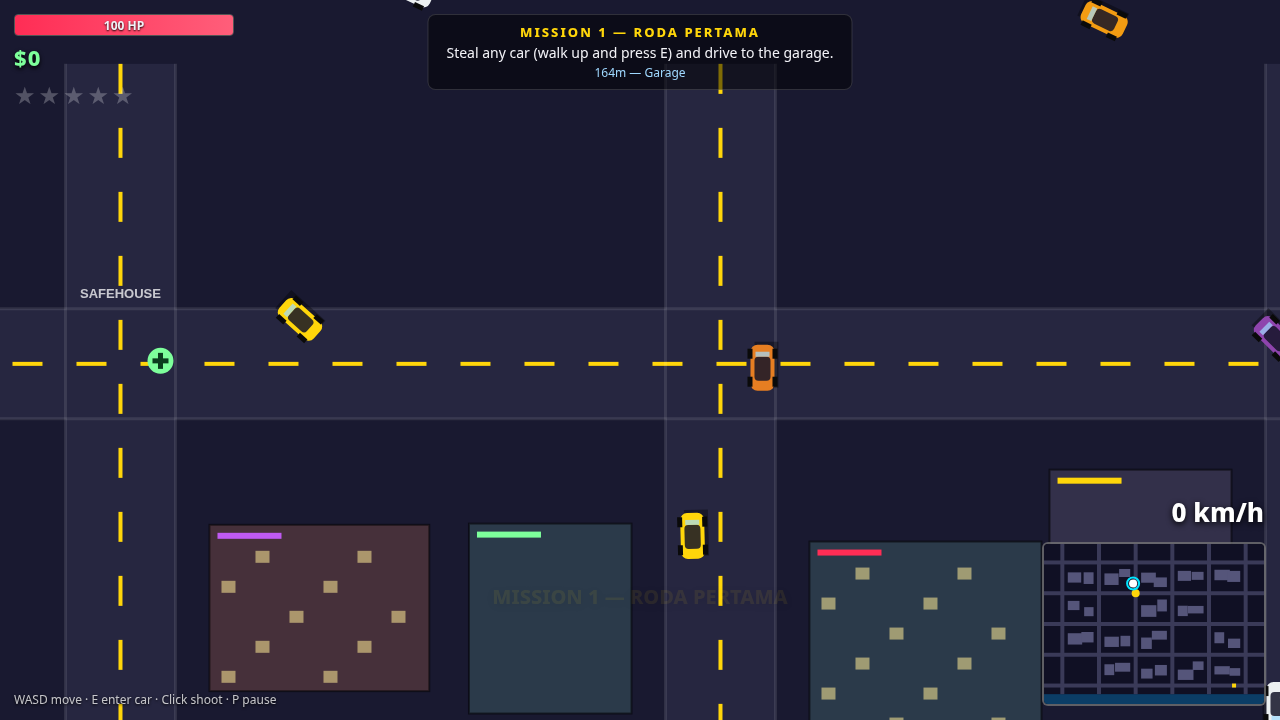 100 HP
$0
★★★★★
MISSION 1 — RODA PERTAMA
Steal any car (walk up and press E) and drive to the garage.
164m — Garage
SAFEHOUSE
0 km/h
MISSION 1 — RODA PERTAMA
WASD move · E enter car · Click shoot · P pause